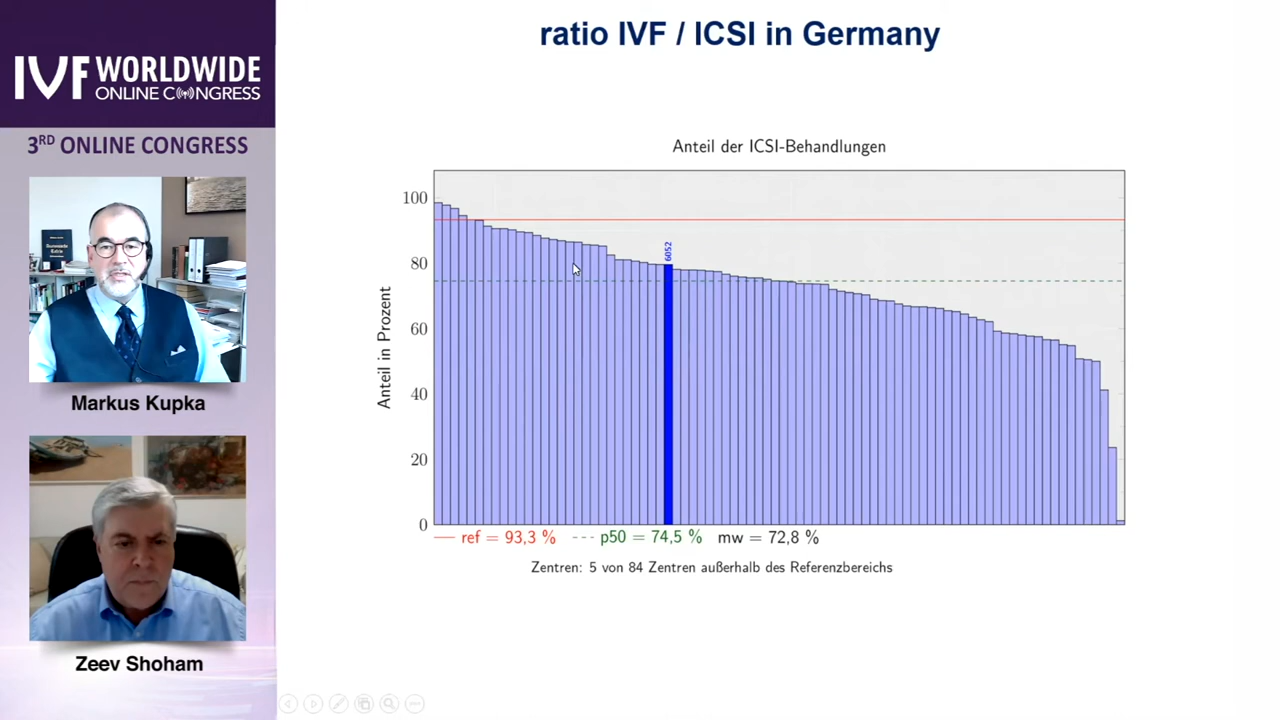 ratio IVF / ICSI in Germany
IVF WORLDWIDE
ONLINE CONGRESS
3RD ONLINE CONGRESS
Markus Kupka
Zeev Shoham
Anteil der ICSI-Behandlungen
Anteil in Prozent
100
80
60
40
20
0
6052
ref = 93,3 % p50 = 74,5 % mw = 72,8 %
Zentren: 5 von 84 Zentren außerhalb des Referenzbereichs